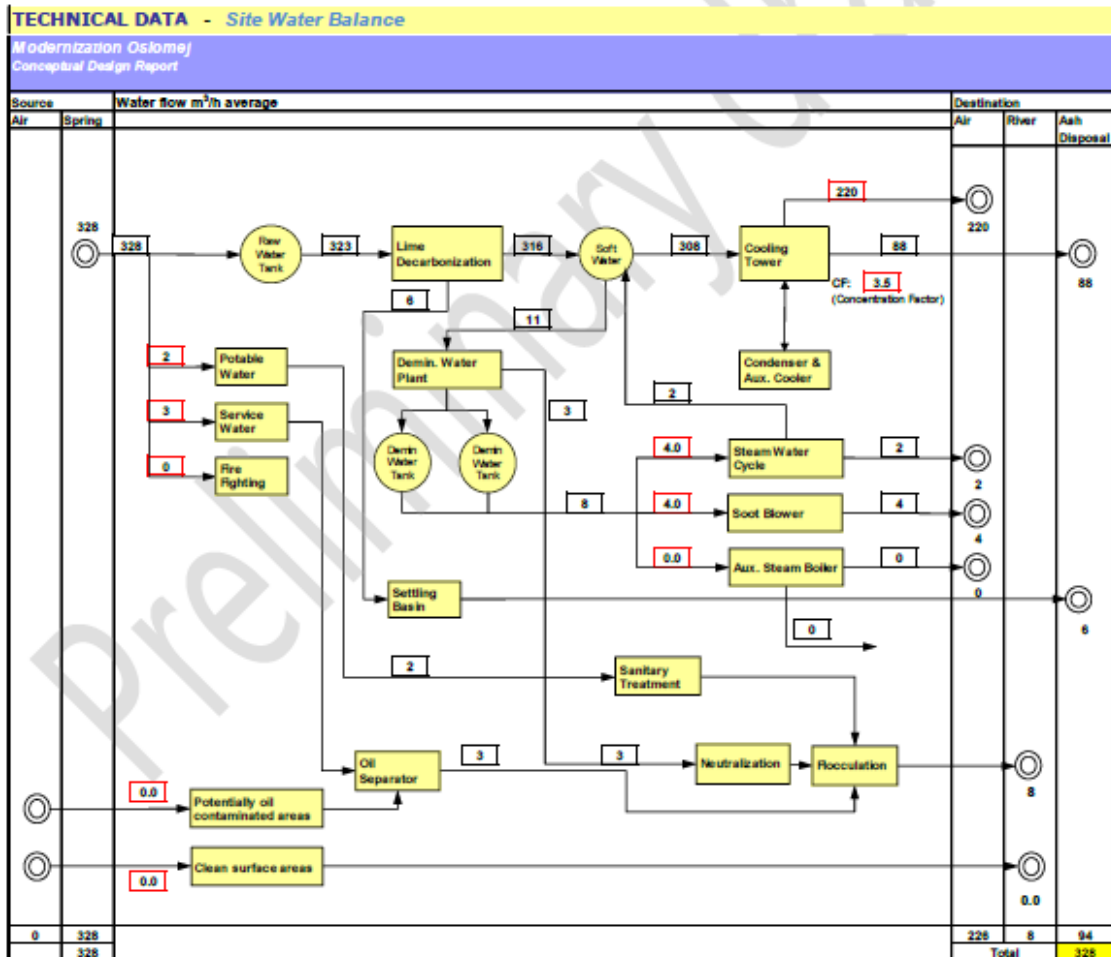 TECHNICAL DATA - Site Water Balance
Modernization Oslomej
Conceptual Design Report
Source
Water flow m³/h average
Destination
Air
Spring
Air
River
Ash
Disposal
220
328
220
328
Raw
Water
Tank
323
Lime
Decarbonization
316
Soft
Water
308
Cooling
Tower
88
88
CF: 3.5
(Concentration Factor)
6
11
2
Potable
Water
Demin. Water
Plant
Condenser &
Aux. Cooler
3
Service
Water
3
2
0
Fire
Fighting
Demin
Water
Tank
Demin
Water
Tank
4.0
Steam Water
Cycle
2
2
8
4.0
Soot Blower
4
4
0.0
Aux. Steam Boiler
0
0
Settling
Basin
6
0
2
Sanitary
Treatment
Oil
Separator
3
3
Neutralization
Flocculation
8
0.0
Potentially oil
contaminated areas
Clean surface areas
0.0
0.0
0
328
226
8
94
328
Total
328
Preliminary